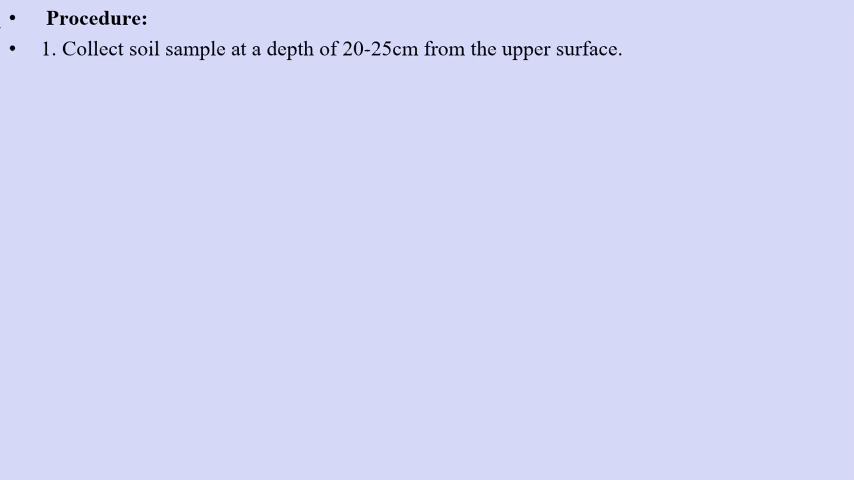 • Procedure:
• 1. Collect soil sample at a depth of 20-25cm from the upper surface.